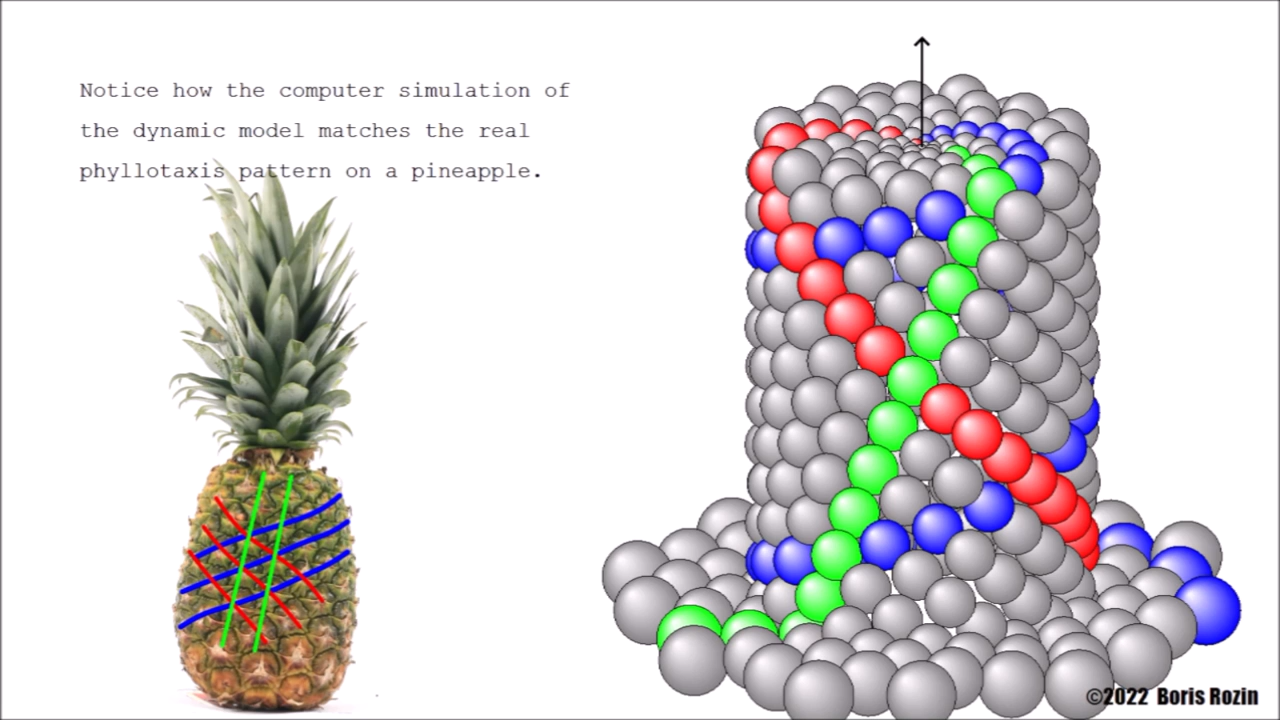 Notice how the computer simulation of
the dynamic model matches the real
phyllotaxis pattern on a pineapple.
©2022 Boris Rozin